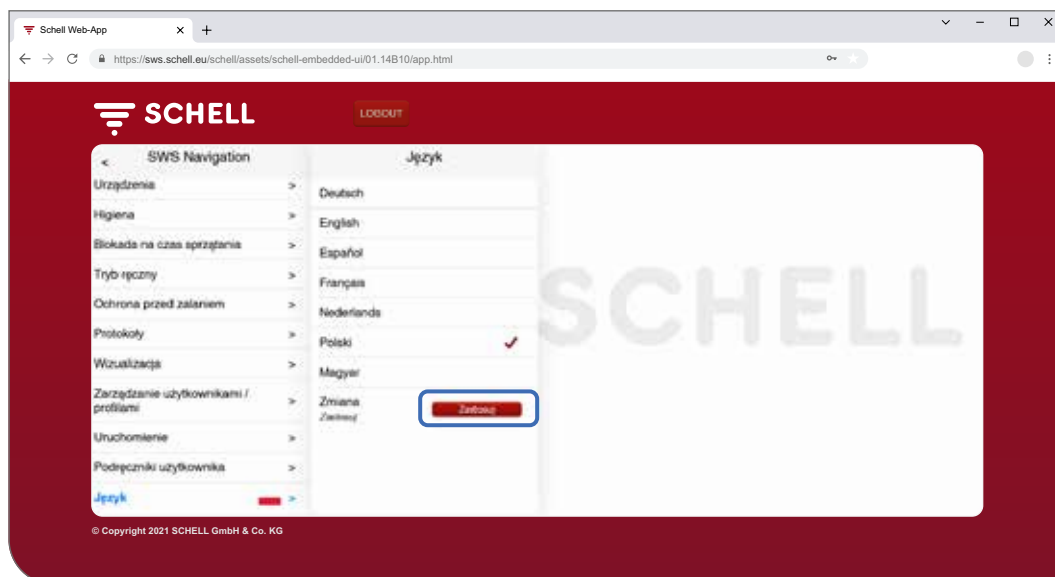 Schell Web-App
https://sws.schell.eu/schell/assets/schell-embedded-ui/01.14B10/app.html
SCHELL
LOGOUT
SWS Navigation
Urządzenia
Higiena
Blokada na czas sprzątania
Tryb ręczny
Ochrona przed zalaniem
Protokoły
Wizualizacja
Zarządzanie użytkownikami /
profilami
Uruchomienie
Podręczniki użytkownika
Język
Język
Deutsch
English
Español
Français
Nederlands
Polski
Magyar
Zmiana
Zastosuj
Zastosuj
SCHELL
© Copyright 2021 SCHELL GmbH & Co. KG